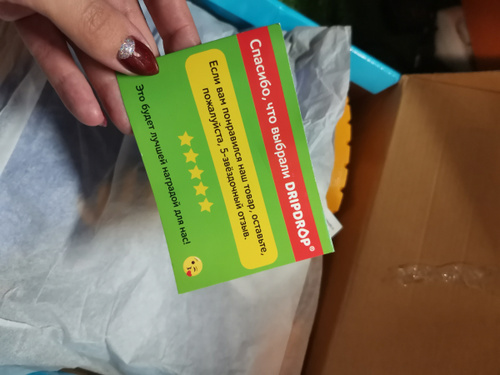 Спасибо, что выбрали DRIPDROP®
Если вам понравился наш товар, оставьте,
пожалуйста, 5-звёздочный отзыв.
Это будет лучшей наградой для нас!